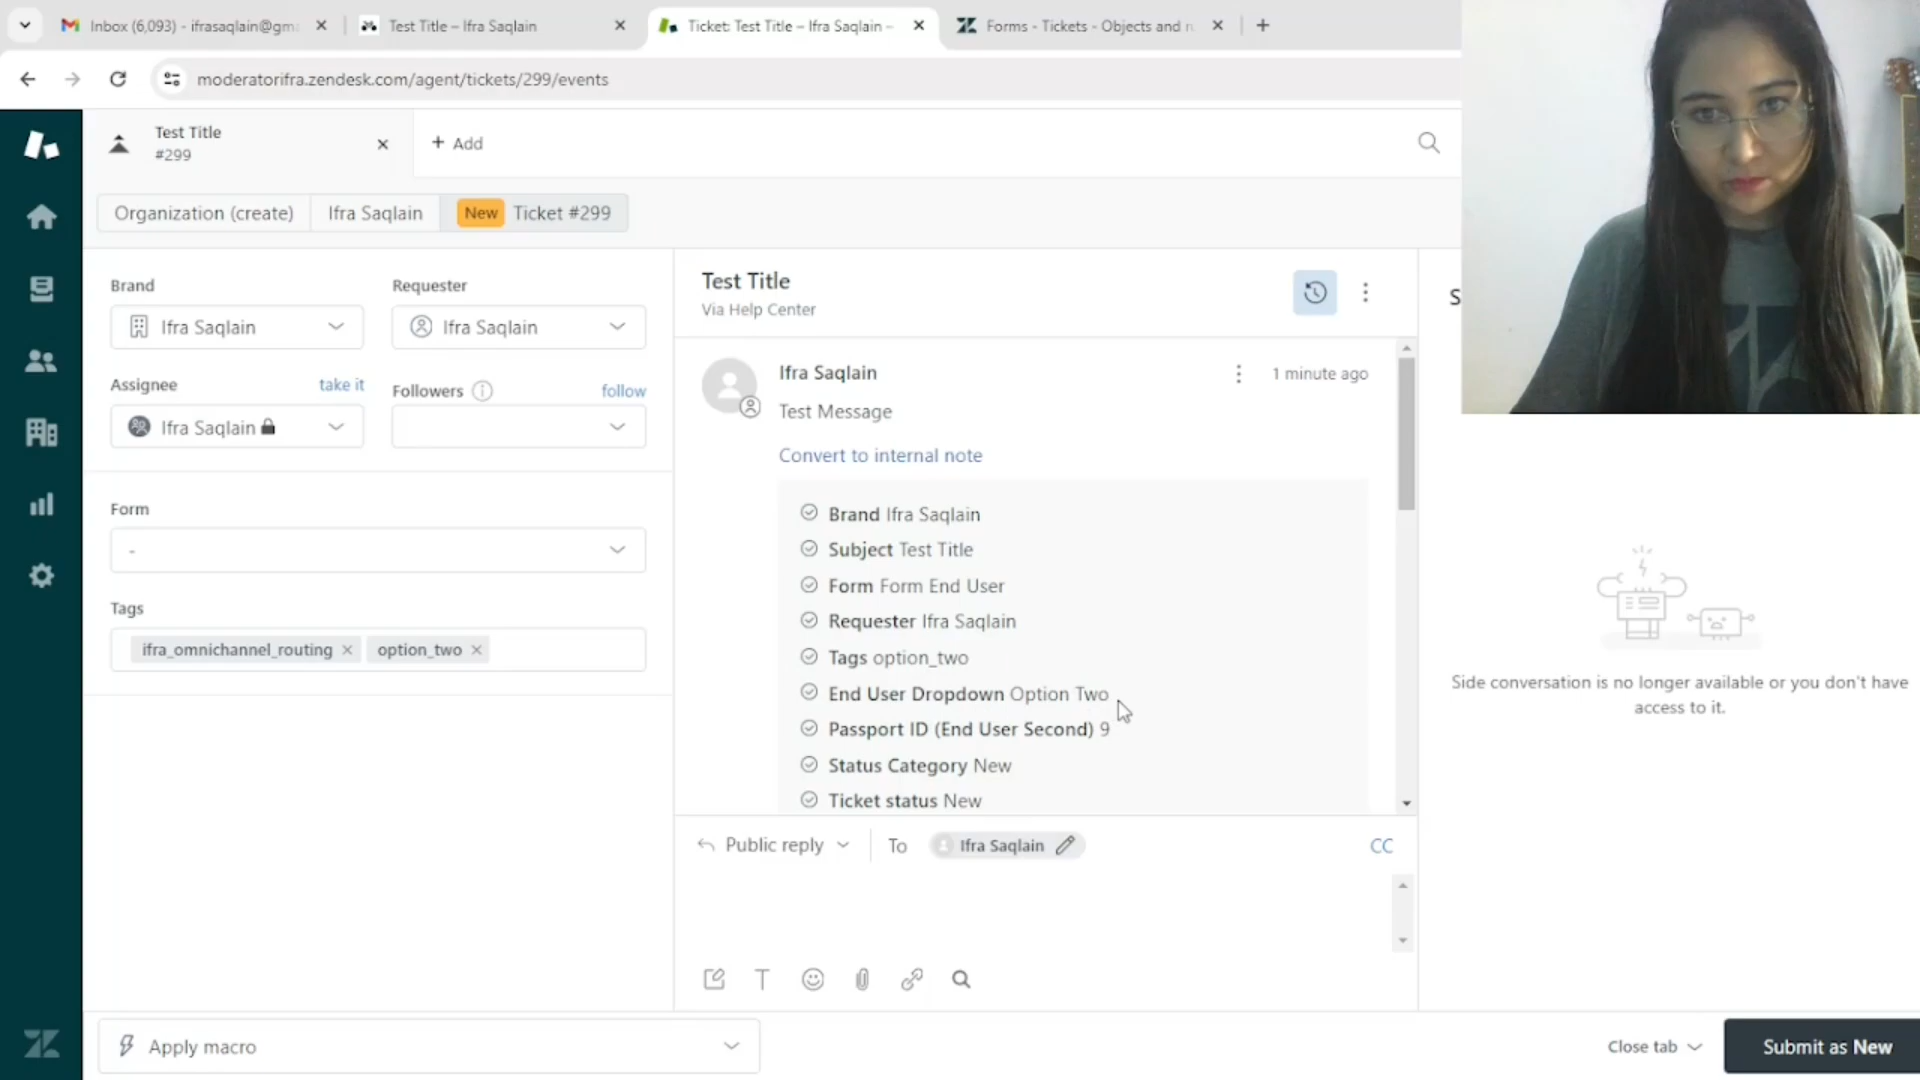 Inbox (6,093) - ifrasaqlain@gm
Test Title – Ifra Saqlain
Ticket: Test Title – Ifra Saqlain –
Forms - Tickets - Objects and r
moderatorifra.zendesk.com/agent/tickets/299/events
Test Title
#299
+ Add
Organization (create)
Ifra Saqlain
New Ticket #299
Brand
Requester
Ifra Saqlain
Ifra Saqlain
Assignee
take it
Followers
follow
Ifra Saqlain
Form
-
Tags
ifra_omnichannel_routing ×
option_two ×
Test Title
Via Help Center
Ifra Saqlain
1 minute ago
Test Message
Convert to internal note
Brand Ifra Saqlain
Subject Test Title
Form Form End User
Requester Ifra Saqlain
Tags option_two
End User Dropdown Option Two
Passport ID (End User Second) 9
Status Category New
Ticket status New
Public reply
To
Ifra Saqlain
CC
S
Side conversation is no longer available or you don't have
access to it.
Apply macro
Close tab
Submit as New